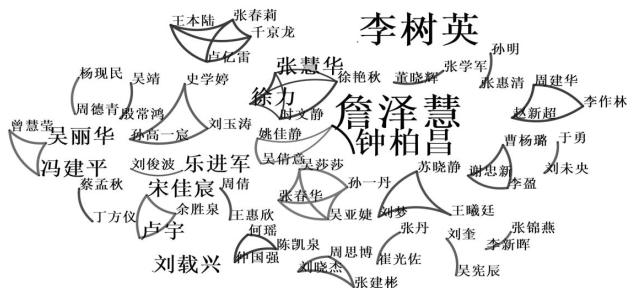 王本陆
张春莉
千京龙
卢亿雷
李树英
孙明
张学军
张惠清
董晓辉
张慧华
徐艳秋
徐力
时文静
杨现民
吴靖
史学婷
周德青
殷常鸿
刘玉涛
孙高一宸
周建华
赵新超
李作林
詹泽慧
钟柏昌
姚佳静
吴倩意
曾慧莹
吴丽华
冯建平
刘俊波
乐进军
吴莎莎
张春华
孙一丹
吴亚婕
苏晓静
刘梦
王曦廷
曹杨璐
谢忠新
李盈
于勇
刘未央
蔡孟秋
丁方仪
宋佳宸
余胜泉
卢宇
周倩
王惠欣
何瑶
陈凯泉
仲国强
刘载兴
周思博
刘晓杰
张建彬
张丹
崔光佐
刘奎
吴宪辰
张锦燕
李新晖